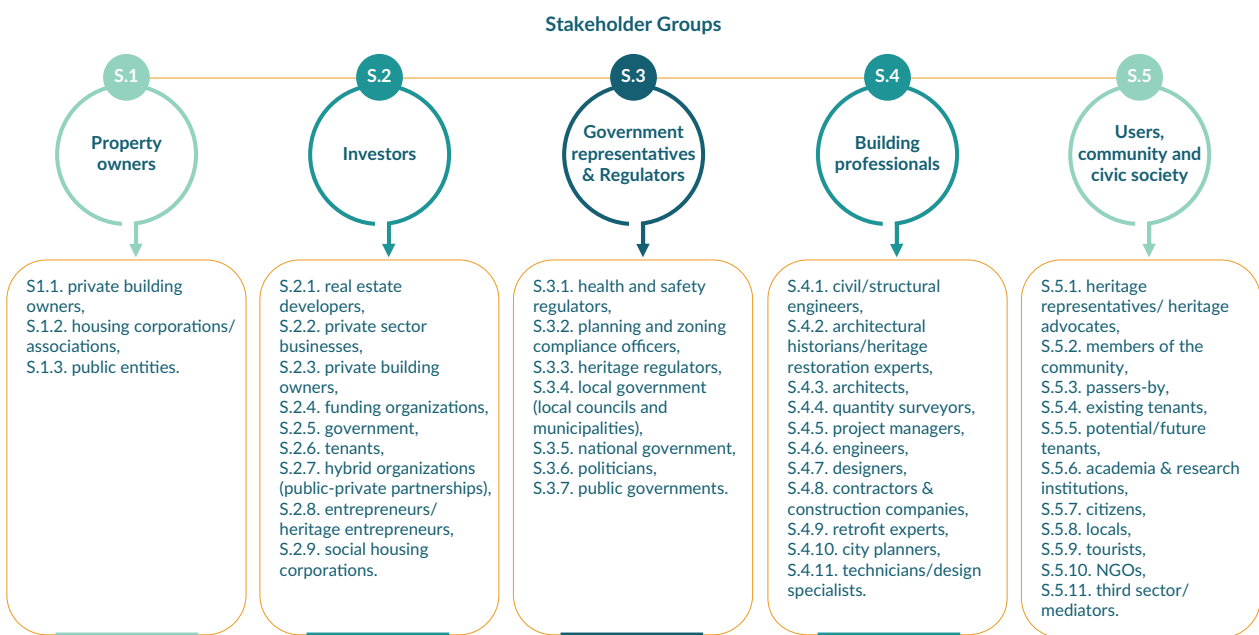 Stakeholder Groups
S.1
Property
owners
S1.1. private building
owners,
S.1.2. housing corporations/
associations,
S.1.3. public entities.
S.2
Investors
S.2.1. real estate
developers,
S.2.2. private sector
businesses,
S.2.3. private building
owners,
S.2.4. funding organizations,
S.2.5. government,
S.2.6. tenants,
S.2.7. hybrid organizations
(public-private partnerships),
S.2.8. entrepreneurs/
heritage entrepreneurs,
S.2.9. social housing
corporations.
S.3
Government
representatives
& Regulators
S.3.1. health and safety
regulators,
S.3.2. planning and zoning
compliance officers,
S.3.3. heritage regulators,
S.3.4. local government
(local councils and
municipalities),
S.3.5. national government,
S.3.6. politicians,
S.3.7. public governments.
S.4
Building
professionals
S.4.1. civil/structural
engineers,
S.4.2. architectural
historians/heritage
restoration experts,
S.4.3. architects,
S.4.4. quantity surveyors,
S.4.5. project managers,
S.4.6. engineers,
S.4.7. designers,
S.4.8. contractors &
construction companies,
S.4.9. retrofit experts,
S.4.10. city planners,
S.4.11. technicians/design
specialists.
S.5
Users,
community and
civic society
S.5.1. heritage
representatives/ heritage
advocates,
S.5.2. members of the
community,
S.5.3. passers-by,
S.5.4. existing tenants,
S.5.5. potential/future
tenants,
S.5.6. academia & research
institutions,
S.5.7. citizens,
S.5.8. locals,
S.5.9. tourists,
S.5.10. NGOs,
S.5.11. third sector/
mediators.